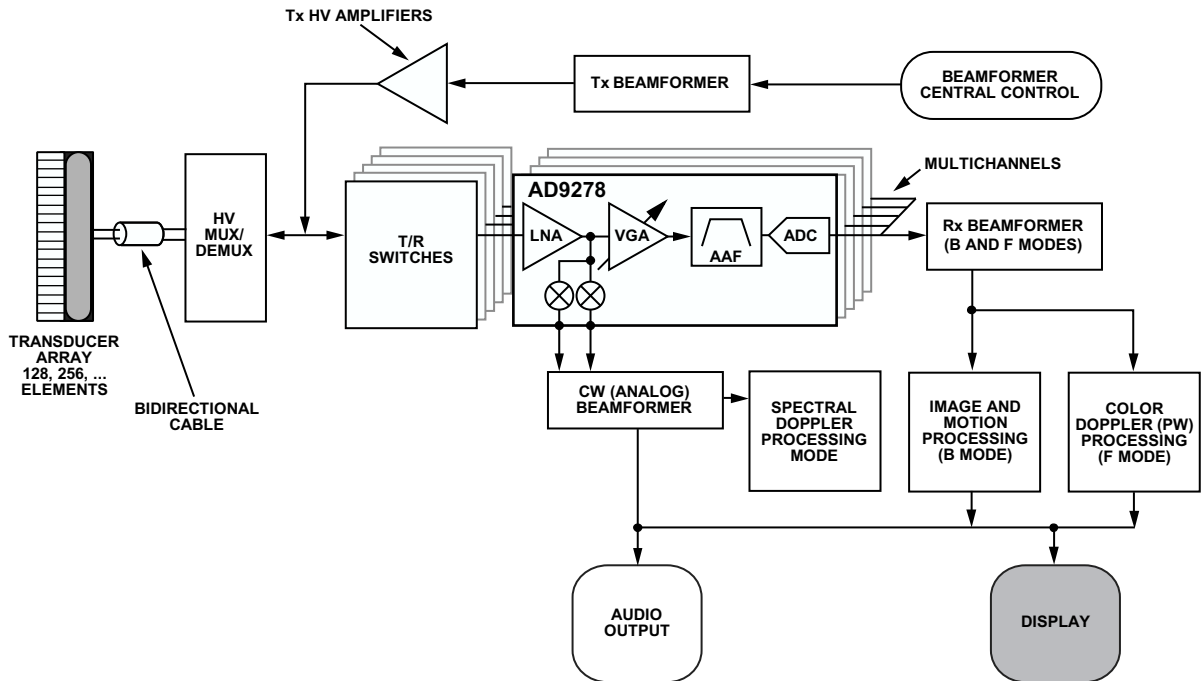 Tx HV AMPLIFIERS
Tx BEAMFORMER
BEAMFORMER
CENTRAL CONTROL
MULTICHANNELS
HV
MUX/
DEMUX
T/R
SWITCHES
AD9278
LNA
VGA
AAF
ADC
Rx BEAMFORMER
(B AND F MODES)
TRANSDUCER
ARRAY
128, 256, ...
ELEMENTS
BIDIRECTIONAL
CABLE
CW (ANALOG)
BEAMFORMER
SPECTRAL
DOPPLER
PROCESSING
MODE
IMAGE AND
MOTION
PROCESSING
(B MODE)
COLOR
DOPPLER (PW)
PROCESSING
(F MODE)
AUDIO
OUTPUT
DISPLAY